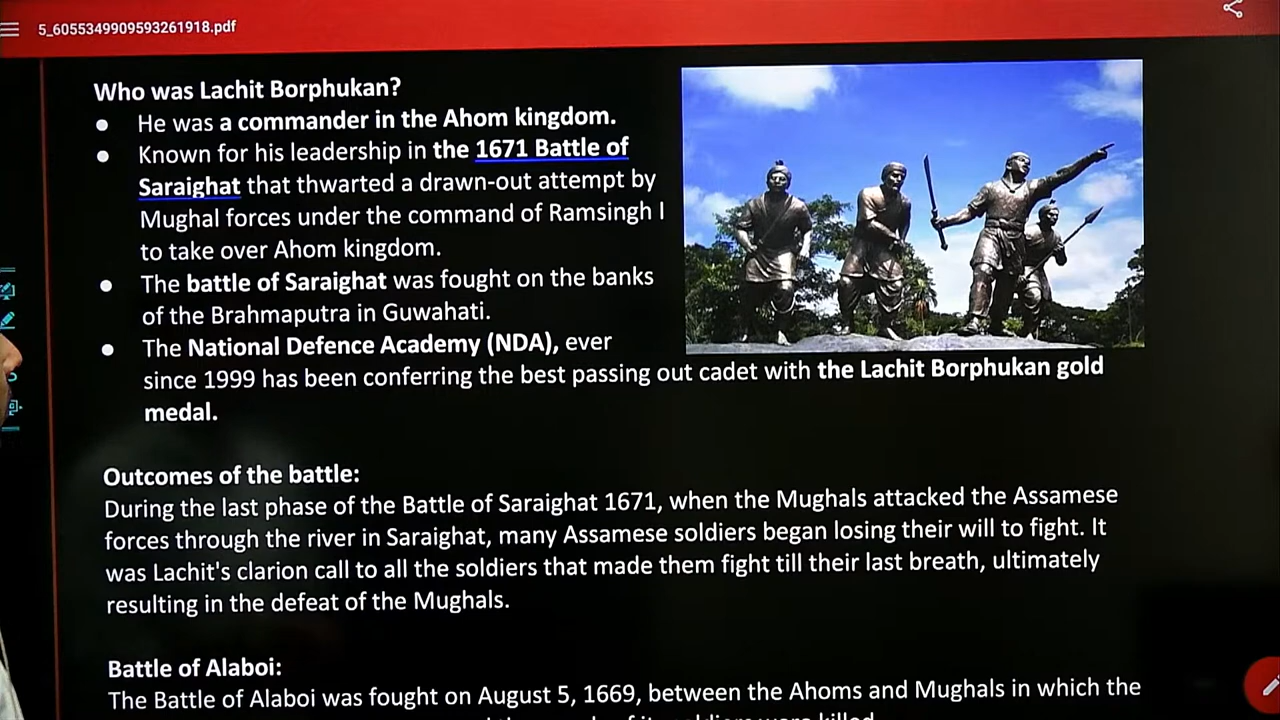 5_6055349909593261918.pdf
Who was Lachit Borphukan?
● He was a commander in the Ahom kingdom.
● Known for his leadership in the 1671 Battle of
Saraighat that thwarted a drawn-out attempt by
Mughal forces under the command of Ramsingh I
to take over Ahom kingdom.
● The battle of Saraighat was fought on the banks
of the Brahmaputra in Guwahati.
● The National Defence Academy (NDA), ever
since 1999 has been conferring the best passing out cadet with the Lachit Borphukan gold
medal.
Outcomes of the battle:
During the last phase of the Battle of Saraighat 1671, when the Mughals attacked the Assamese
forces through the river in Saraighat, many Assamese soldiers began losing their will to fight. It
was Lachit's clarion call to all the soldiers that made them fight till their last breath, ultimately
resulting in the defeat of the Mughals.
Battle of Alaboi:
The Battle of Alaboi was fought on August 5, 1669, between the Ahoms and Mughals in which the
soldiers were killed